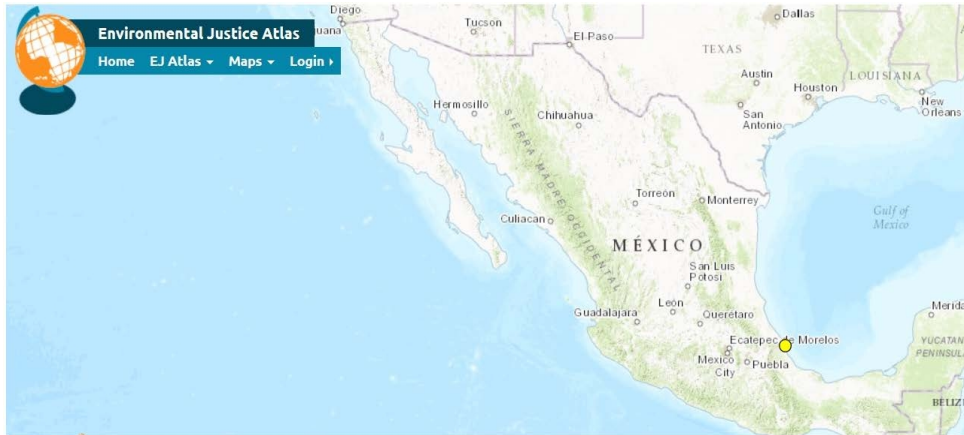 Environmental Justice Atlas
Home EJ Atlas Maps Login
Diego
Tucson
Dallas
El-Paso
TEXAS
Austin
LOUISIANA
Houston
New
Orleans
San
Antonio
Hermosillo
Chihuahua
SIERRA MADRE OCCIDENTAL
Torreón
Monterrey
Culiacan
Gulf of
Mexico
MÉXICO
San Luis
Potosí
León
Guadalajara
Querétaro
Merida
Ecatepec de Morelos
YUCATAN
PENINSULA
Mexico
City
Puebla
BELIZ